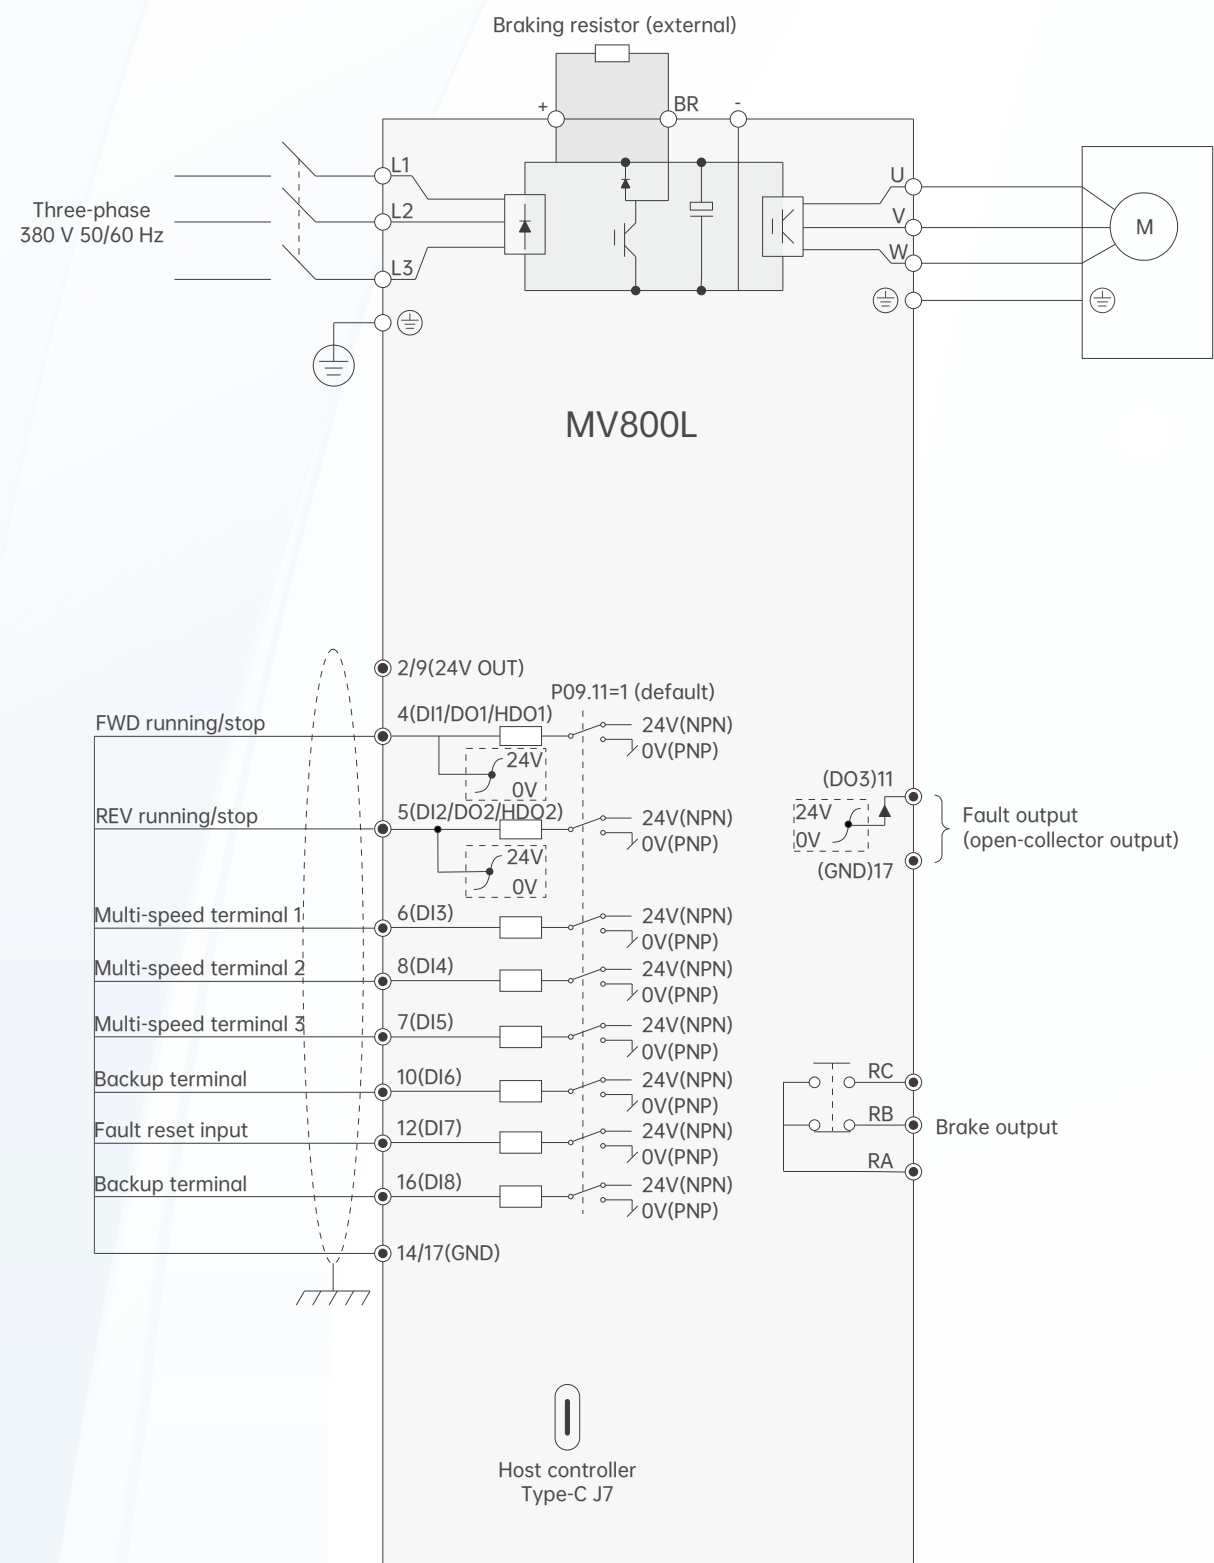 Braking resistor (external)
+
BR
-
L1
L2
L3
Three-phase
380 V 50/60 Hz
U
V
W
M
MV800L
2/9(24V OUT)
P09.11=1 (default)
FWD running/stop
4(DI1/DO1/HDO1)
24V(NPN)
0V(PNP)
24V
0V
REV running/stop
5(DI2/DO2/HDO2)
24V(NPN)
0V(PNP)
24V
0V
Multi-speed terminal 1
6(DI3)
24V(NPN)
0V(PNP)
Multi-speed terminal 2
8(DI4)
24V(NPN)
0V(PNP)
Multi-speed terminal 3
7(DI5)
24V(NPN)
0V(PNP)
Backup terminal
10(DI6)
24V(NPN)
0V(PNP)
Fault reset input
12(DI7)
24V(NPN)
0V(PNP)
Backup terminal
16(DI8)
24V(NPN)
0V(PNP)
14/17(GND)
(DO3)11
24V
0V
(GND)17
Fault output
(open-collector output)
RC
RB
RA
Brake output
Host controller
Type-C J7